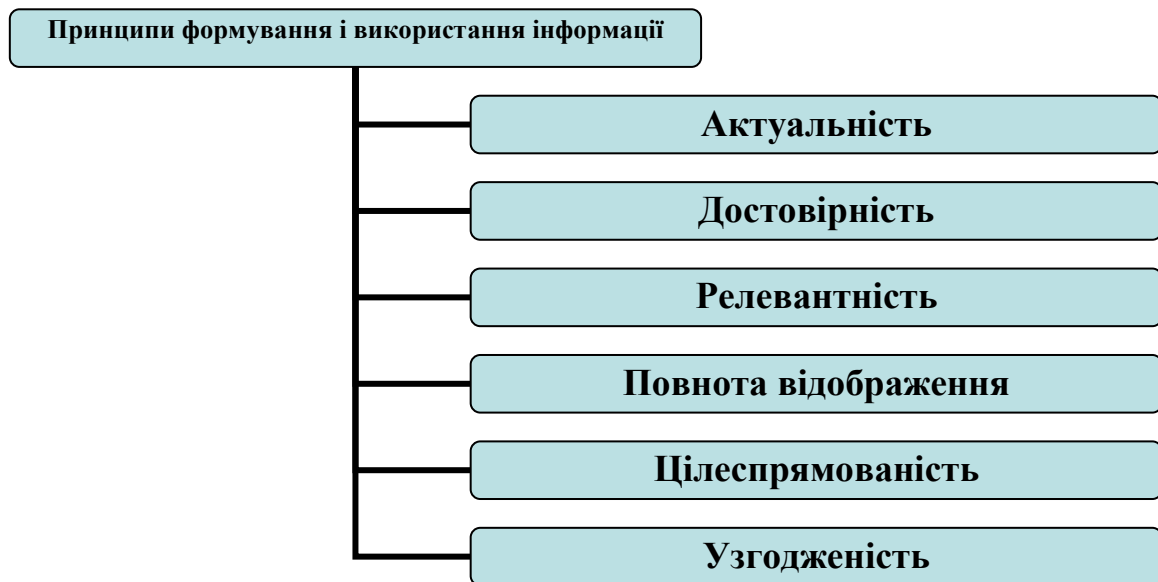 Принципи формування і використання інформації
Актуальність
Достовірність
Релевантність
Повнота відображення
Цілеспрямованість
Узгодженість